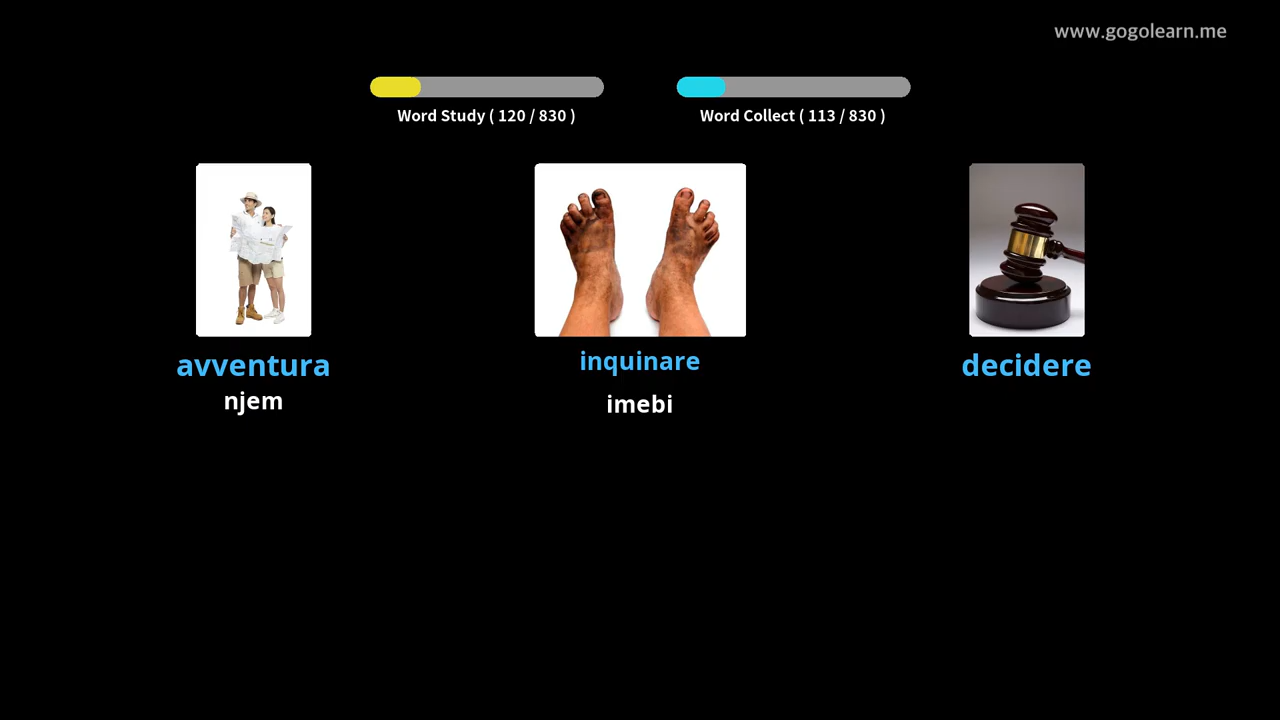 www.gogolearn.me
Word Study ( 120 / 830 )
Word Collect ( 113 / 830 )
avventura
njem
inquinare
imebi
decidere